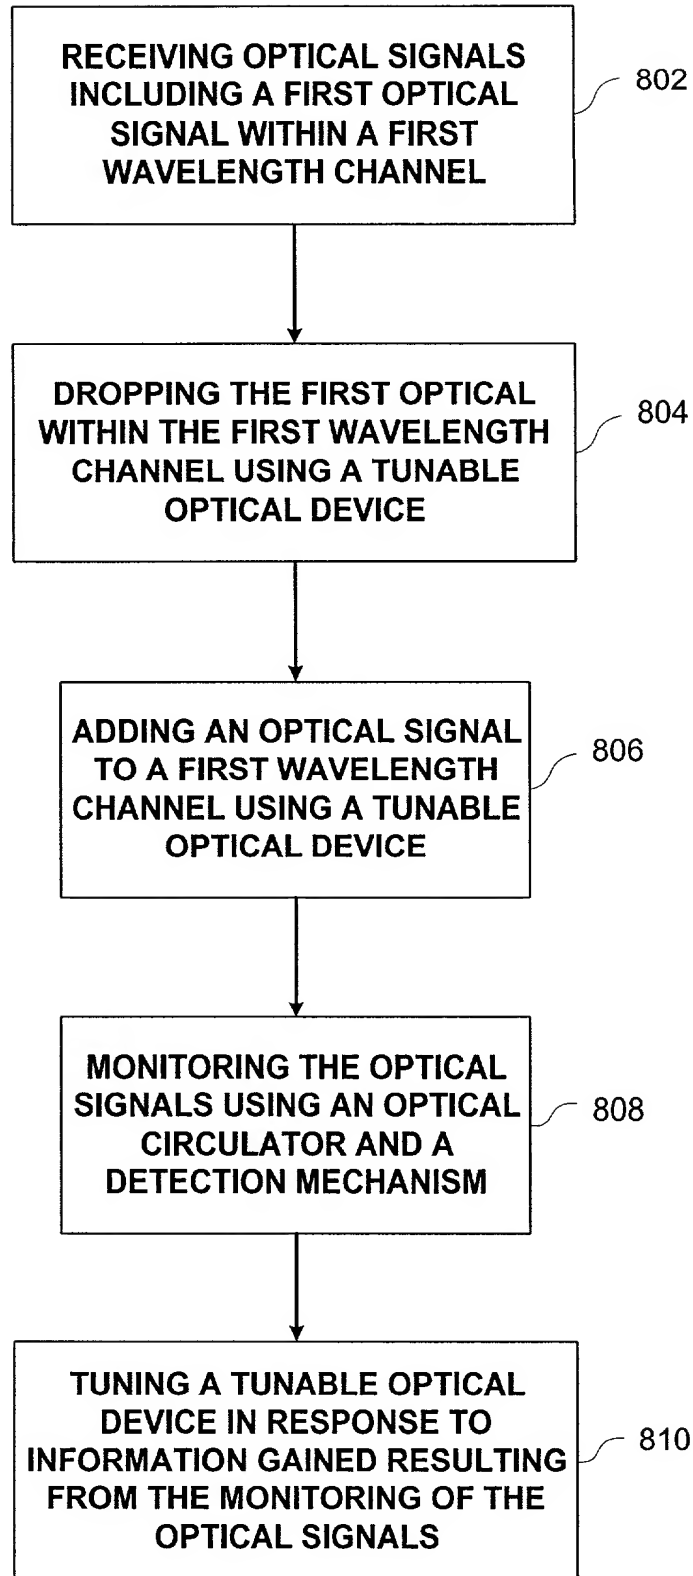 RECEIVING OPTICAL SIGNALS
INCLUDING A FIRST OPTICAL
SIGNAL WITHIN A FIRST
WAVELENGTH CHANNEL
802
DROPPING THE FIRST OPTICAL
WITHIN THE FIRST WAVELENGTH
CHANNEL USING A TUNABLE
OPTICAL DEVICE
804
ADDING AN OPTICAL SIGNAL
TO A FIRST WAVELENGTH
CHANNEL USING A TUNABLE
OPTICAL DEVICE
806
MONITORING THE OPTICAL
SIGNALS USING AN OPTICAL
CIRCULATOR AND A
DETECTION MECHANISM
808
TUNING A TUNABLE OPTICAL
DEVICE IN RESPONSE TO
INFORMATION GAINED RESULTING
FROM THE MONITORING OF THE
OPTICAL SIGNALS
810